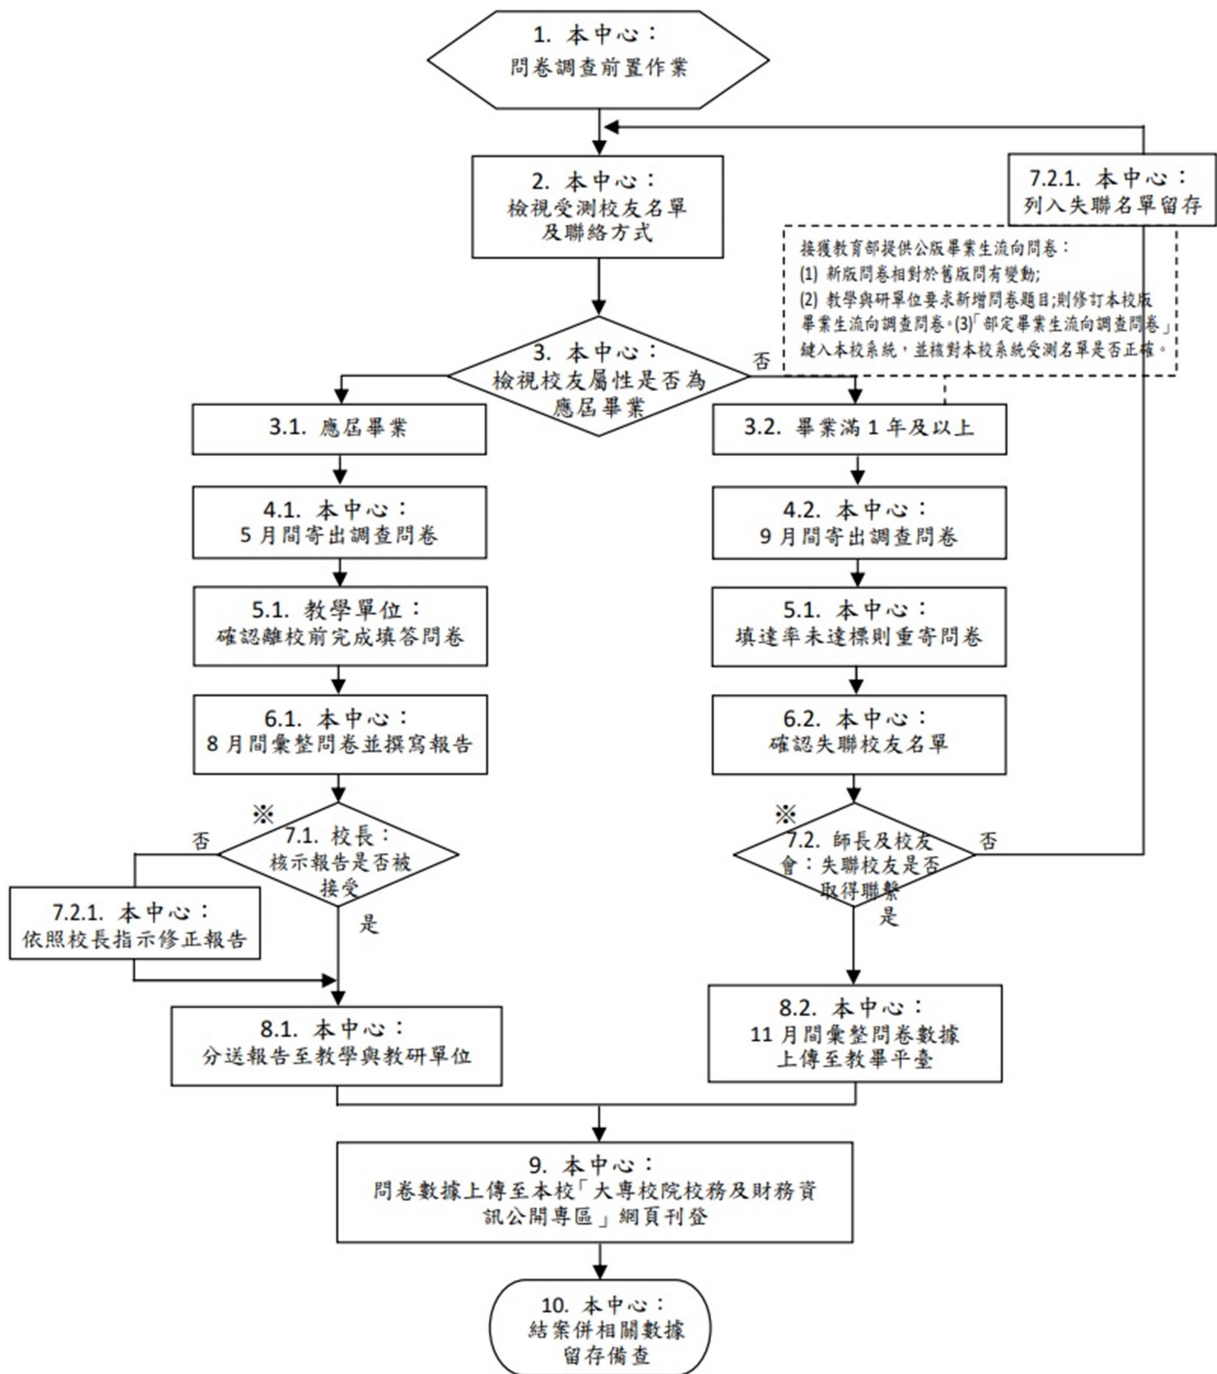 1. 本中心：
問卷調查前置作業
2. 本中心：
檢視受測校友名單
及聯絡方式
7.2.1. 本中心：
列入失聯名單留存
接獲教育部提供公版畢業生流向問卷：
(1) 新版問卷相對於舊版問有變動;
(2) 教學與研單位要求新增問卷題目;則修訂本校版
畢業生流向調查問卷。(3)「部定畢業生流向調查問卷」
鍵入本校系統，並核對本校系統受測名單是否正確。
3. 本中心：
檢視校友屬性是否為
應屆畢業
否
3.1. 應屆畢業
3.2. 畢業滿 1 年及以上
4.1. 本中心：
5 月間寄出調查問卷
4.2. 本中心：
9 月間寄出調查問卷
5.1. 教學單位：
確認離校前完成填答問卷
5.1. 本中心：
填達率未達標則重寄問卷
6.1. 本中心：
8 月間彙整問卷並撰寫報告
6.2. 本中心：
確認失聯校友名單
※
否
7.1. 校長：
核示報告是否被
接受
是
※
7.2. 師長及校友
會：失聯校友是否
取得聯繫
否
是
7.2.1. 本中心：
依照校長指示修正報告
8.1. 本中心：
分送報告至教學與教研單位
8.2. 本中心：
11 月間彙整問卷數據
上傳至教畢平臺
9. 本中心：
問卷數據上傳至本校「大專校院校務及財務資
訊公開專區」網頁刊登
10. 本中心：
結案併相關數據
留存備查